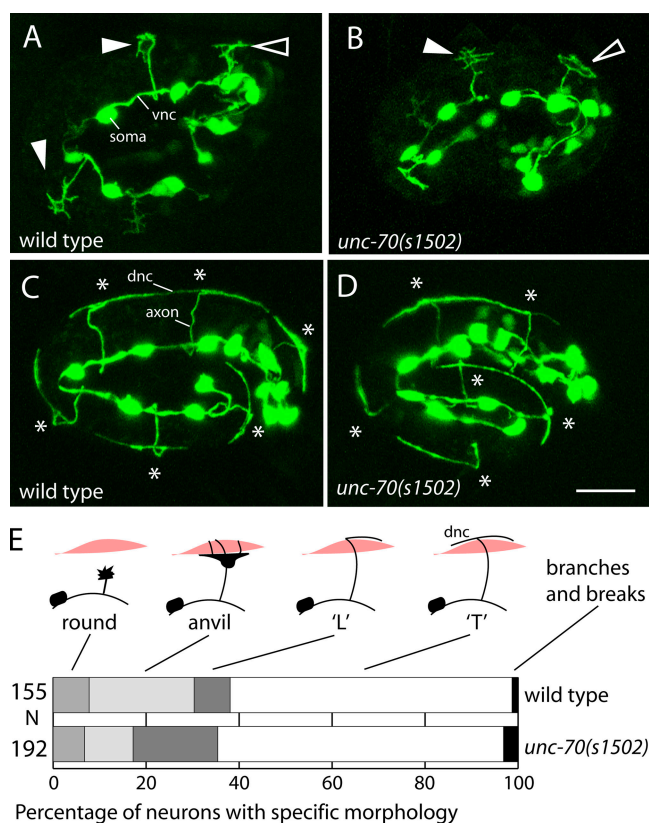 A
soma
vnc
wild type
B
unc-70(s1502)
C
dnc
*
*
axon
*
*
*
*
wild type
D
*
*
*
*
*
*
unc-70(s1502)
E
dnc
branches
and breaks
round
anvil
'L'
'T'
155
wild type
N
192
unc-70(s1502)
0
20
40
60
80
100
Percentage of neurons with specific morphology